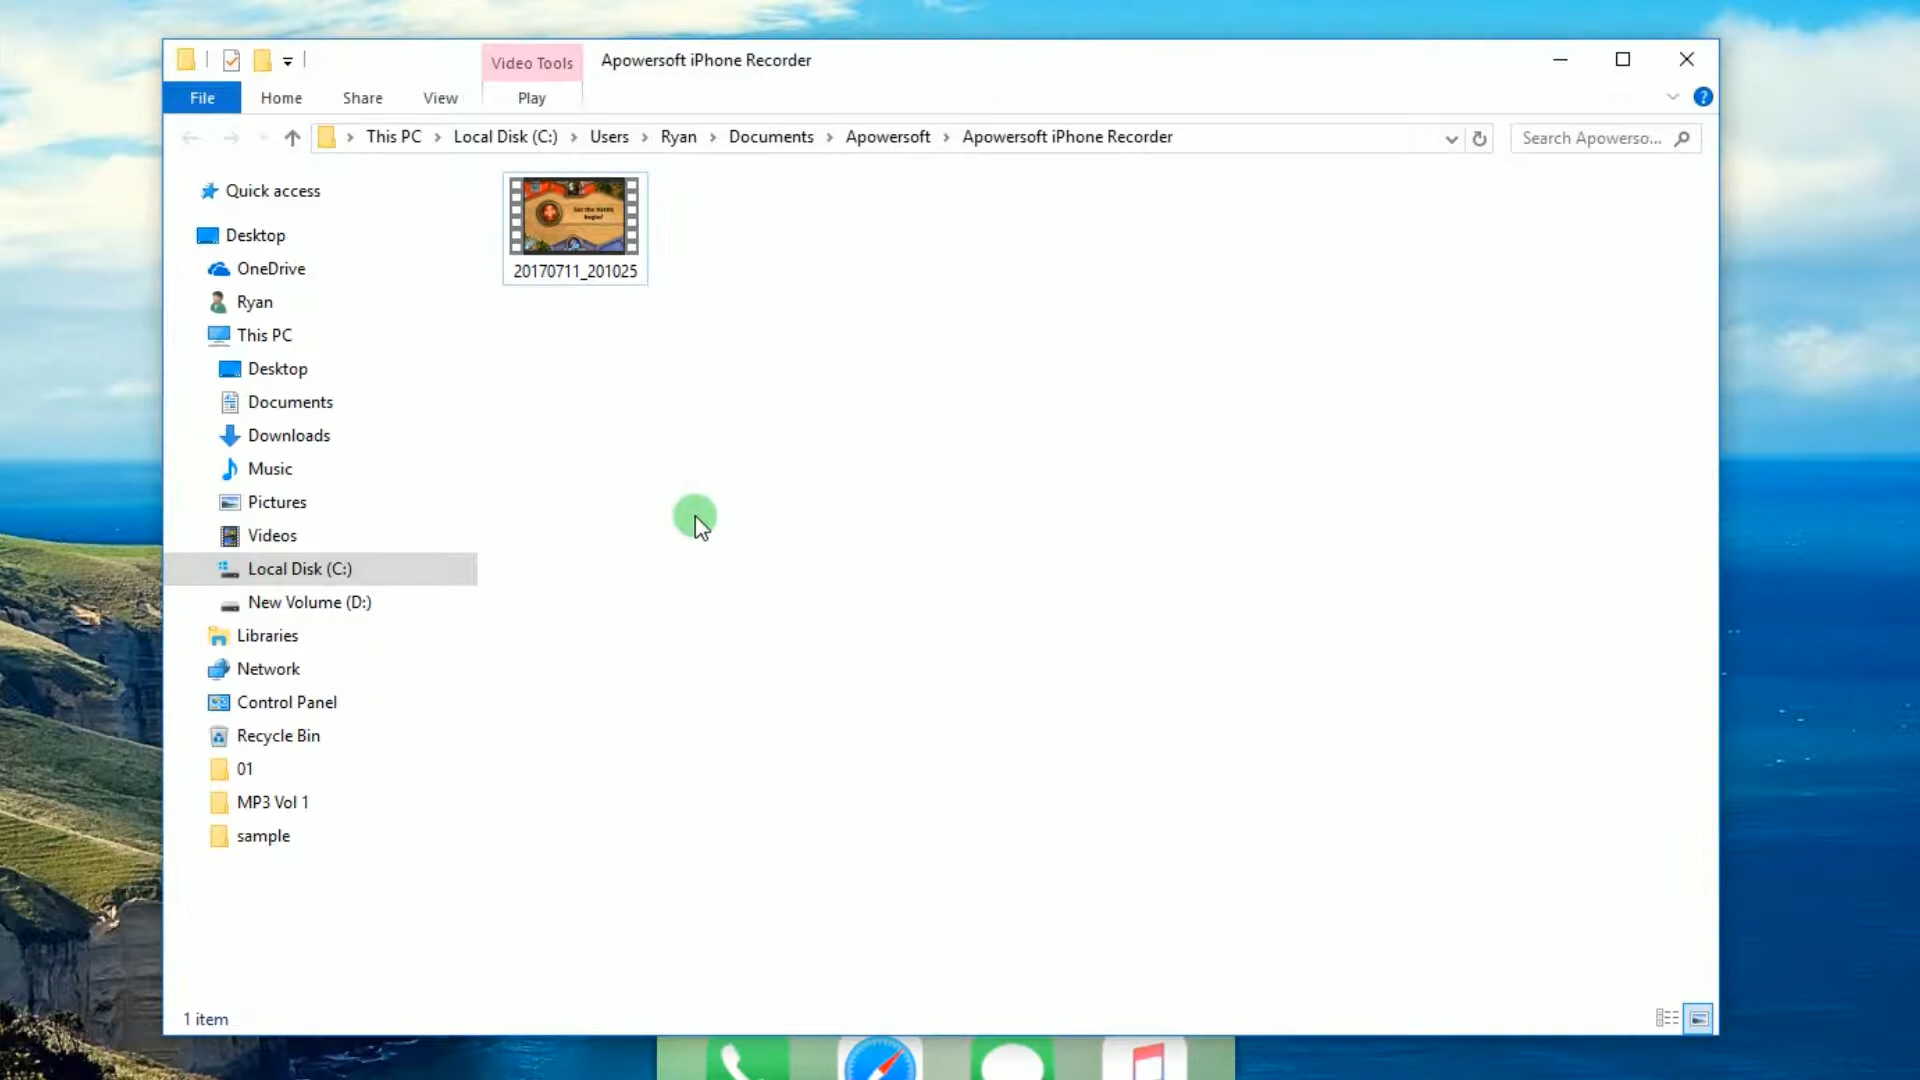 Video Tools
Apowersoft iPhone Recorder
File
Home
Share
View
Play
This PC
Local Disk (C:)
Users
Ryan
Documents
Apowersoft
Apowersoft iPhone Recorder
Search Apowerso...
Quick access
Desktop
OneDrive
Ryan
This PC
Desktop
Documents
Downloads
Music
Pictures
Videos
Local Disk (C:)
New Volume (D:)
Libraries
Network
Control Panel
Recycle Bin
01
MP3 Vol 1
sample
20170711_201025
1 item